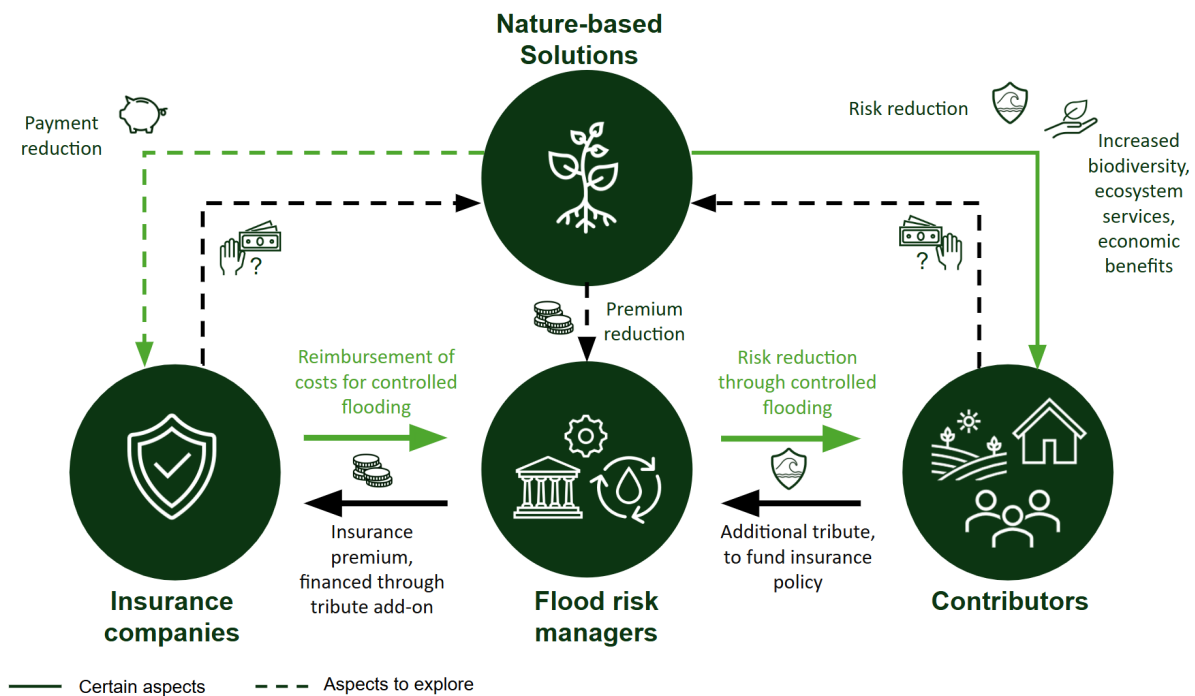 Nature-based
Solutions
Payment
reduction
Risk reduction
Increased
biodiversity,
ecosystem
services,
economic
benefits
?
?
Premium
reduction
Reimbursement of
costs for controlled
flooding
Risk reduction
through controlled
flooding
Insurance
premium,
financed through
tribute add-on
Additional tribute,
to fund insurance
policy
Insurance
companies
Flood risk
managers
Contributors
Certain aspects
Aspects to explore